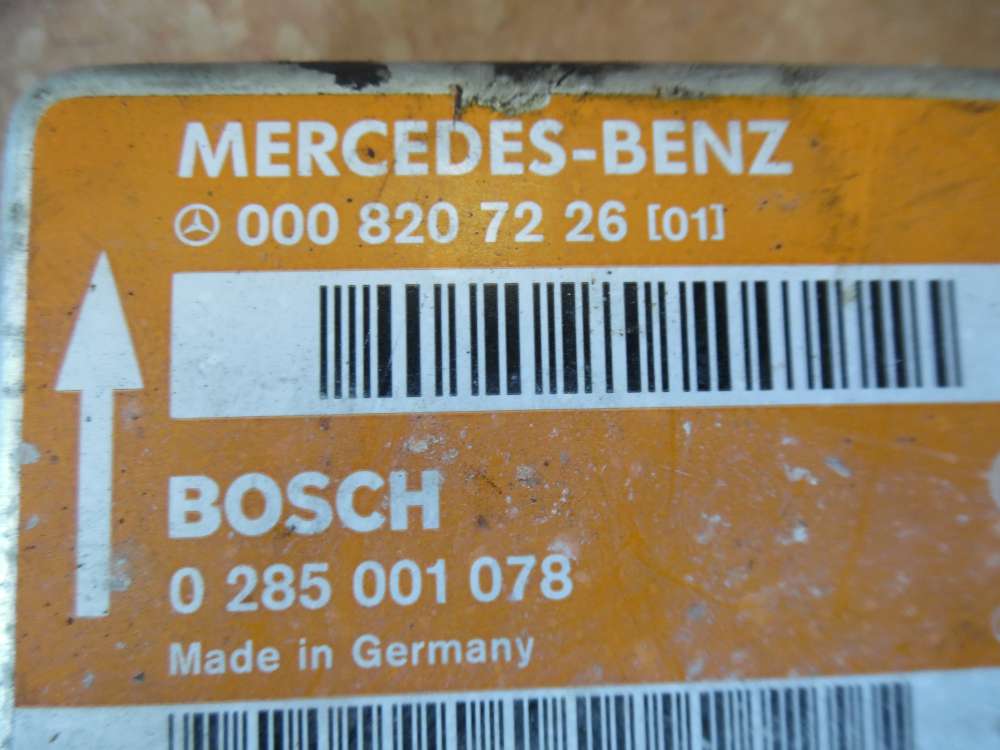 MERCEDES-BENZ
000 820 72 26 [01]
BOSCH
0 285 001 078
Made in Germany